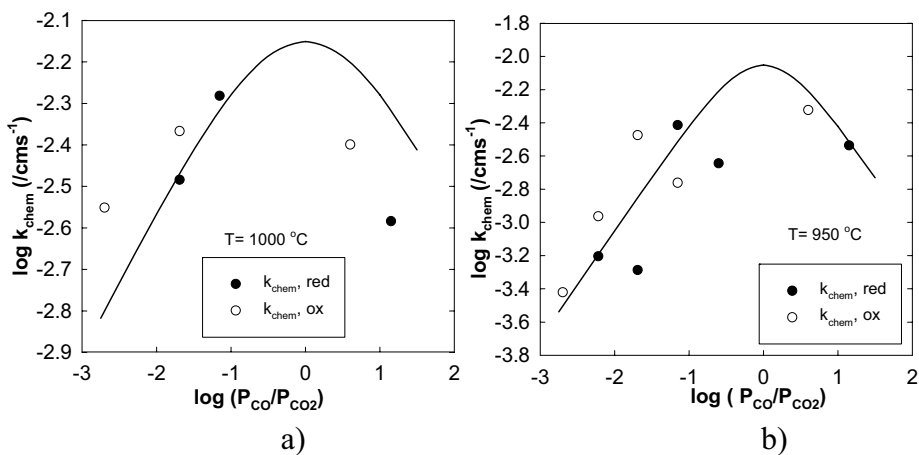 -2.1
-2.2
-2.3
-2.4
-2.5
-2.6
-2.7
-2.8
-2.9
log k_chem (/cms⁻¹)
T= 1000 °C
k_chem, red
k_chem, ox
-3 -2 -1 0 1 2
log (P_CO/P_CO2)
a)
-1.8
-2.0
-2.2
-2.4
-2.6
-2.8
-3.0
-3.2
-3.4
-3.6
-3.8
log k_chem (/cms⁻¹)
T= 950 °C
k_chem, red
k_chem, ox
-3 -2 -1 0 1 2
log ( P_CO/P_CO2)
b)